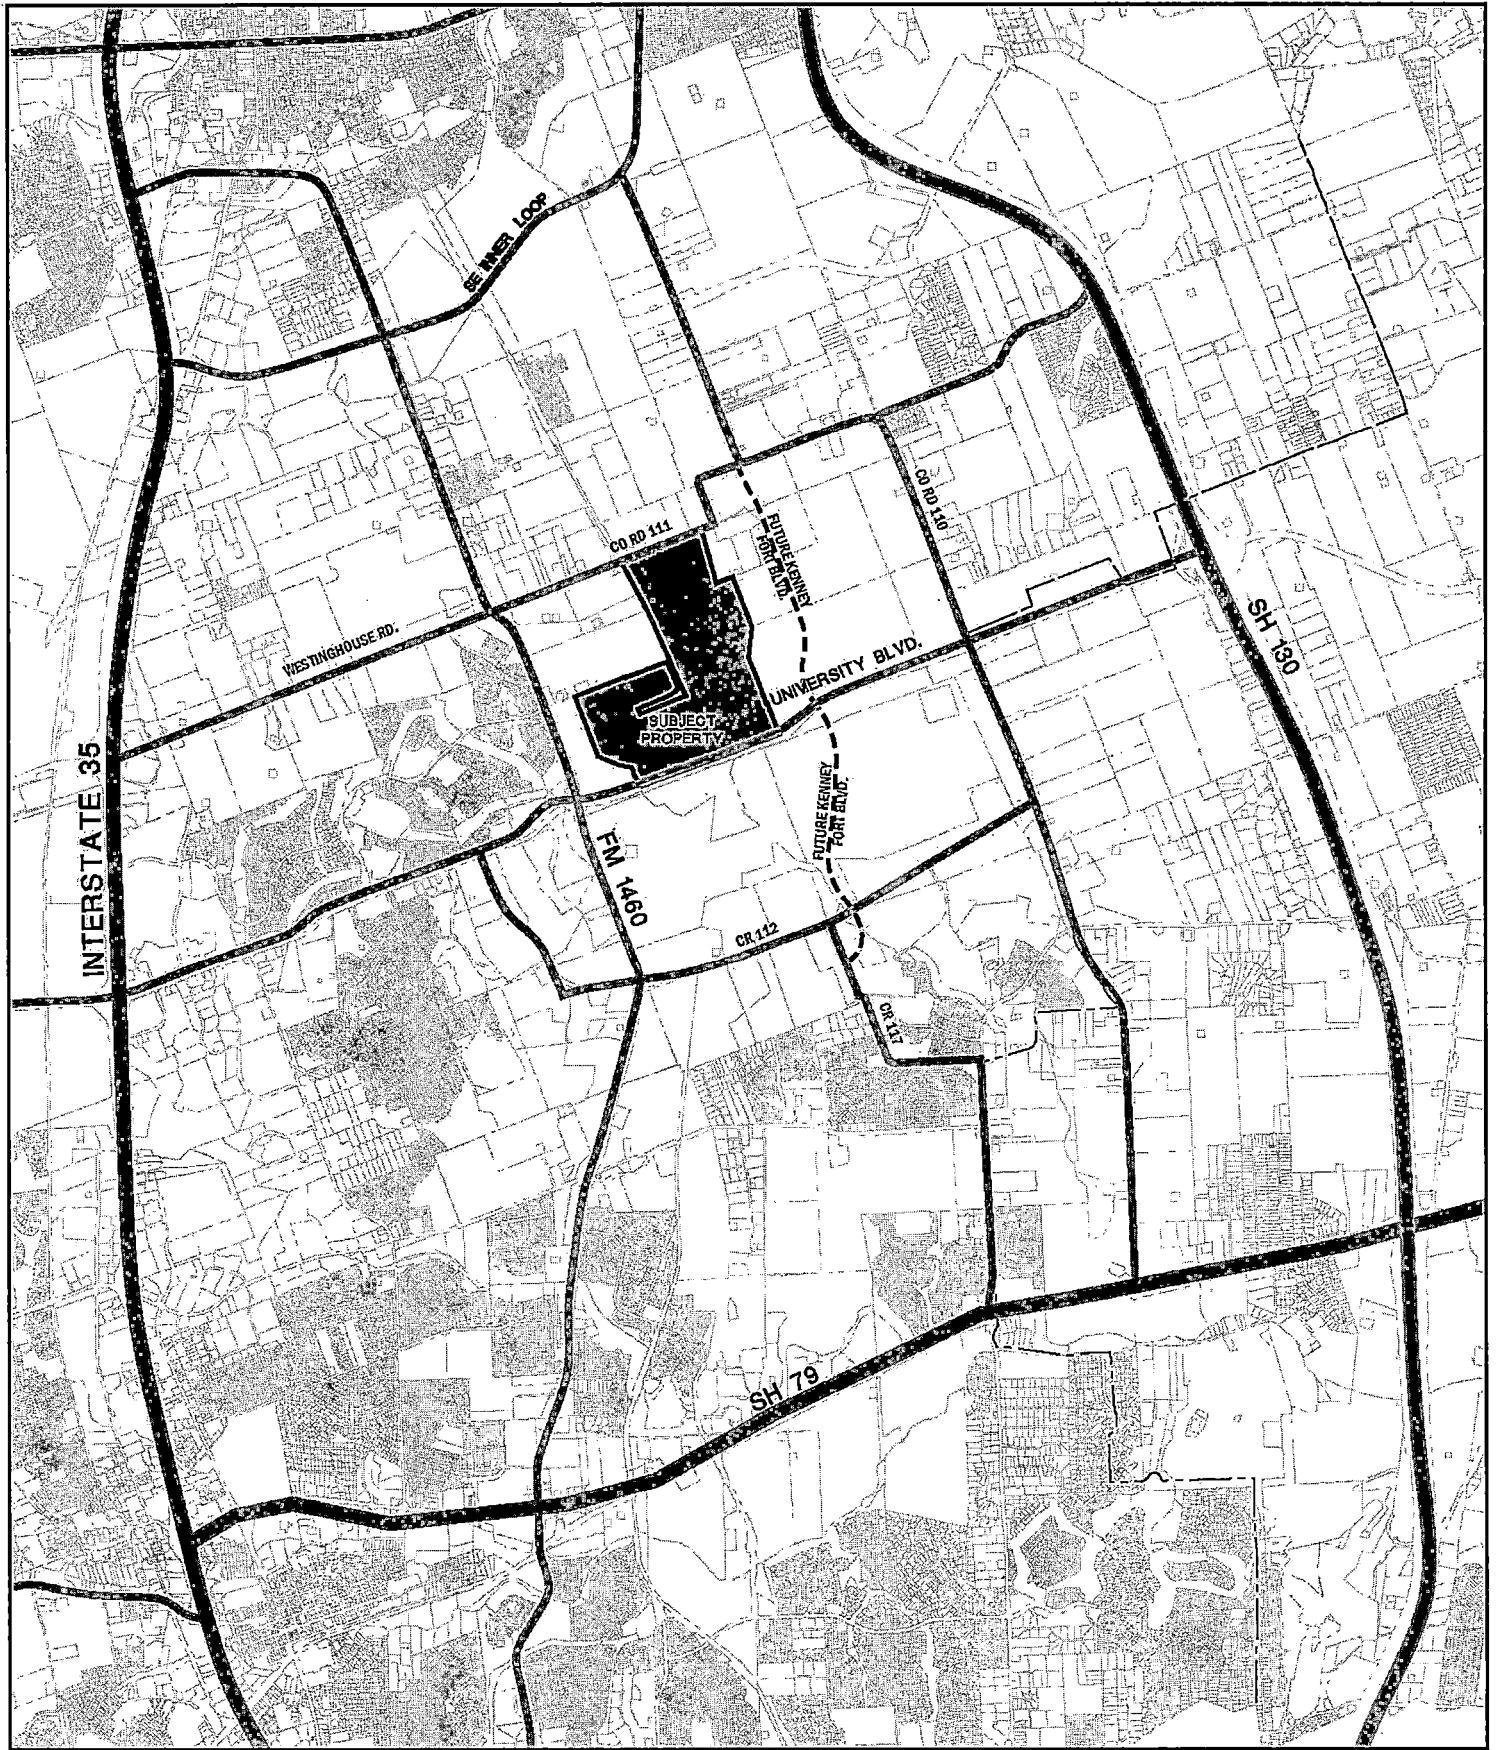 SE INNER LOOP
CO RD 111
CO RD 110
FUTURE KENNEY
FORT BLVD.
WESTINGHOUSE RD.
SH 130
UNIVERSITY BLVD.
SUBJECT
PROPERTY
INTERSTATE 35
FUTURE KENNEY
FORT BLVD.
FM 1460
CR 112
CR 117
SH 79